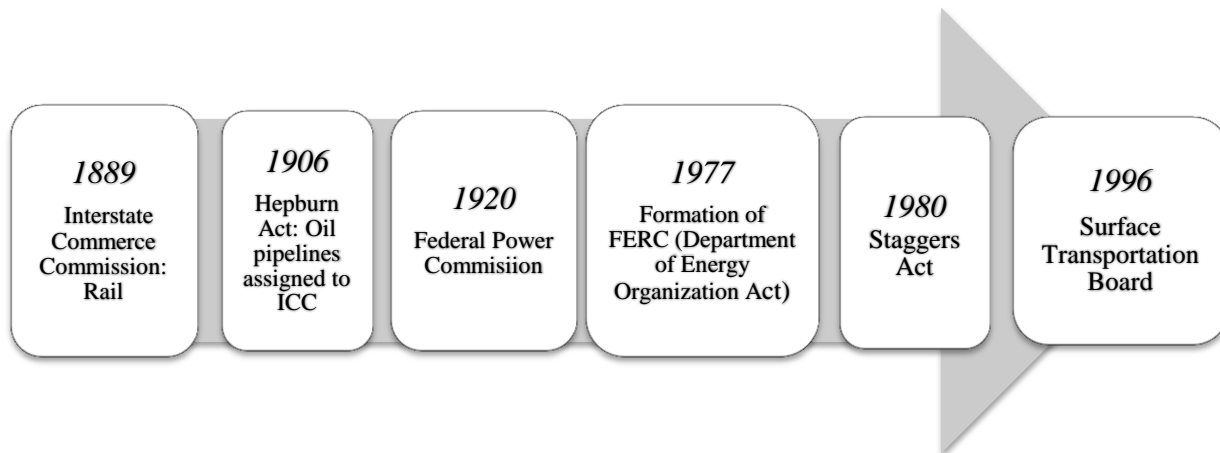 1889
Interstate
Commerce
Commission:
Rail
1906
Hepburn
Act: Oil
pipelines
assigned to
ICC
1920
Federal Power
Commisiion
1977
Formation of
FERC (Department
of Energy
Organization Act)
1980
Staggers
Act
1996
Surface
Transportation
Board